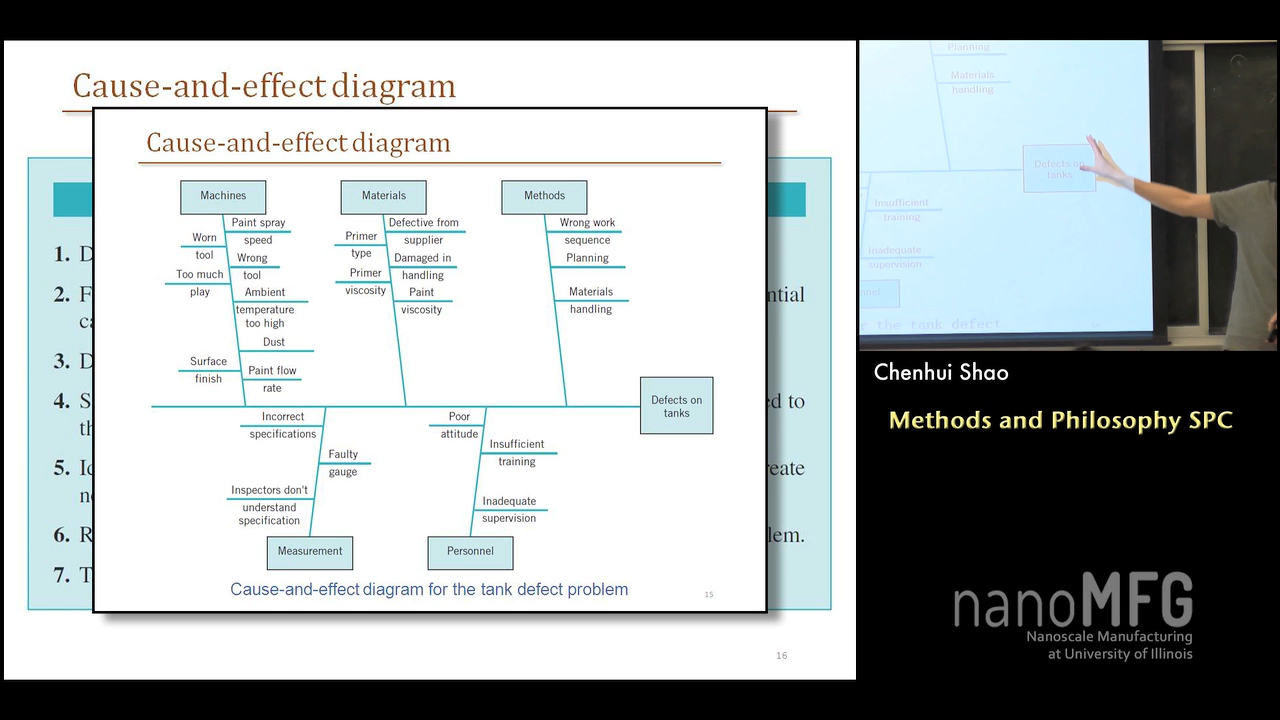 Cause-and-effect diagram
Cause-and-effect diagram
Machines
Materials
Methods
Paint spray
speed
Worn
tool
Wrong
tool
Too much
play
Ambient
temperature
too high
Dust
Surface
finish
Paint flow
rate
Defective from
supplier
Primer
type
Damaged in
handling
Primer
viscosity
Paint
viscosity
Wrong work
sequence
Planning
Materials
handling
Defects on
tanks
Incorrect
specifications
Faulty
gauge
Inspectors don't
understand
specification
Poor
attitude
Insufficient
training
Inadequate
supervision
Measurement
Personnel
Cause-and-effect diagram for the tank defect problem
15
1. D
2. F
ntial
ca
3. D
4. S
ed to
th
5. Id
reate
n
6. R
lem.
7. T
16
Planning
Materials
handling
Defects on
tanks
Insufficient
training
Inadequate
supervision
nnel
r the tank defect
Chenhui Shao
Methods and Philosophy SPC
nanoMFG
Nanoscale Manufacturing
at University of Illinois